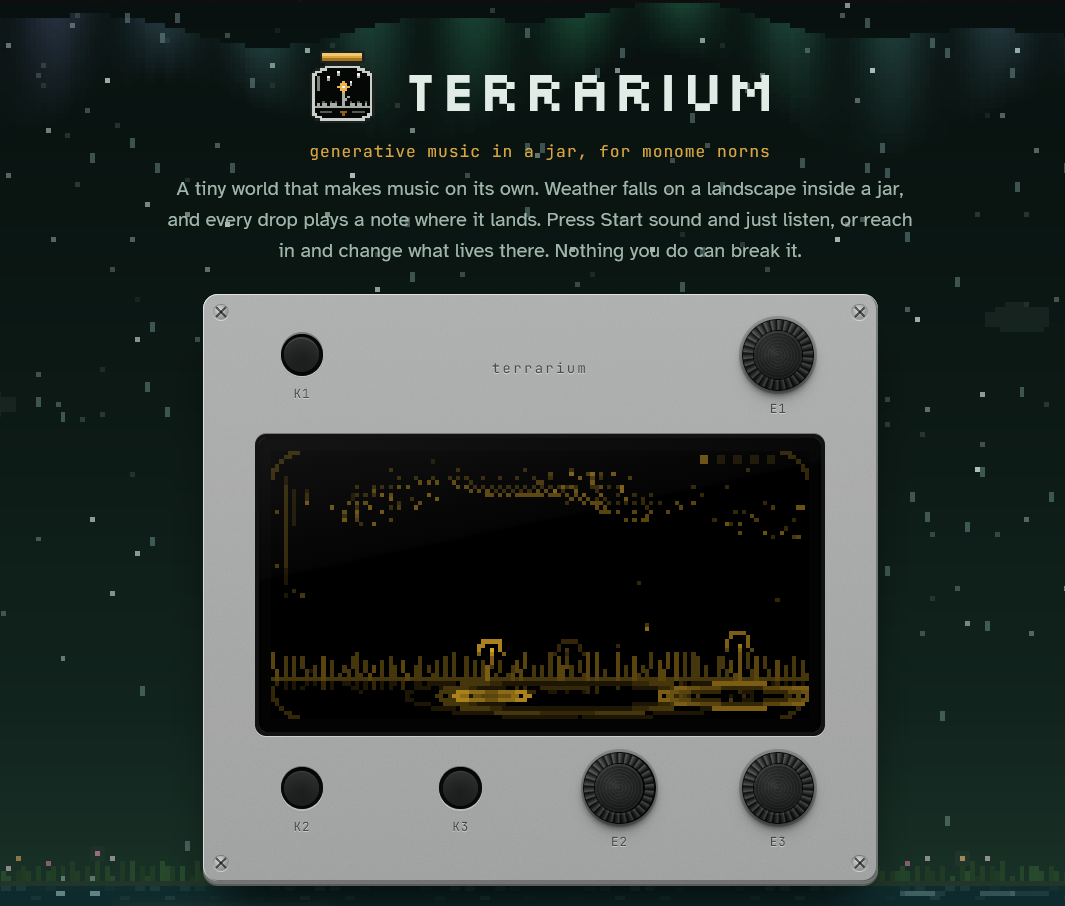 TERRARIUM
generative music in a jar, for monome norns
A tiny world that makes music on its own. Weather falls on a landscape inside a jar,
and every drop plays a note where it lands. Press Start sound and just listen, or reach
in and change what lives there. Nothing you do can break it.
terrarium
K1
E1
K2
K3
E2
E3